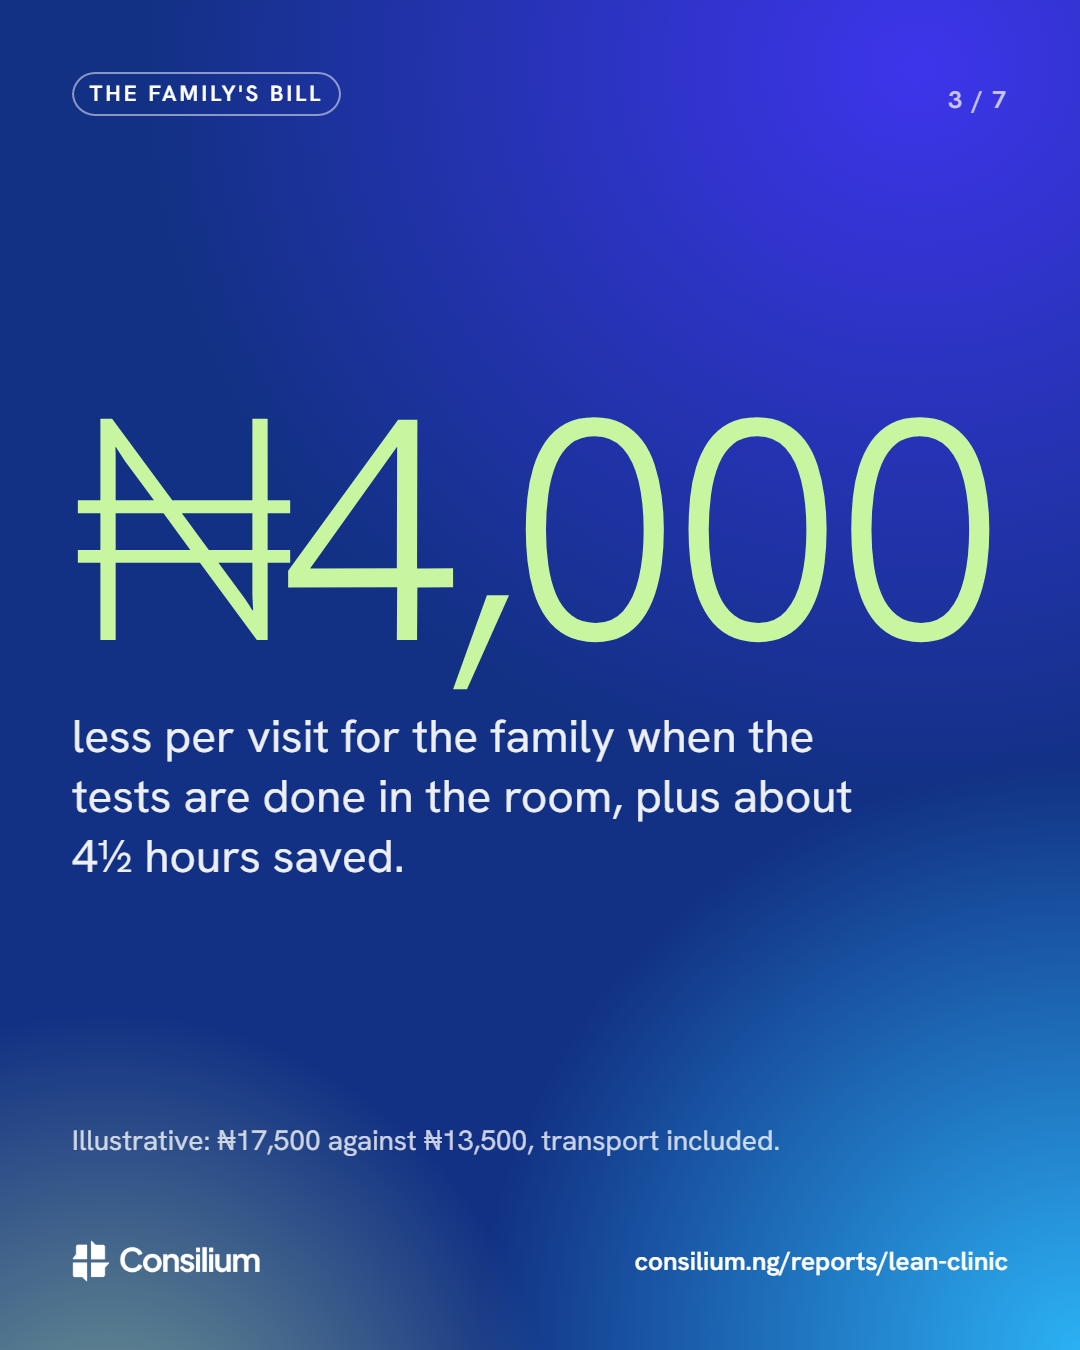 THE FAMILY'S BILL
3 / 7
₦4,000
less per visit for the family when the
tests are done in the room, plus about
4½ hours saved.
Illustrative: ₦17,500 against ₦13,500, transport included.
Consilium
consilium.ng/reports/lean-clinic